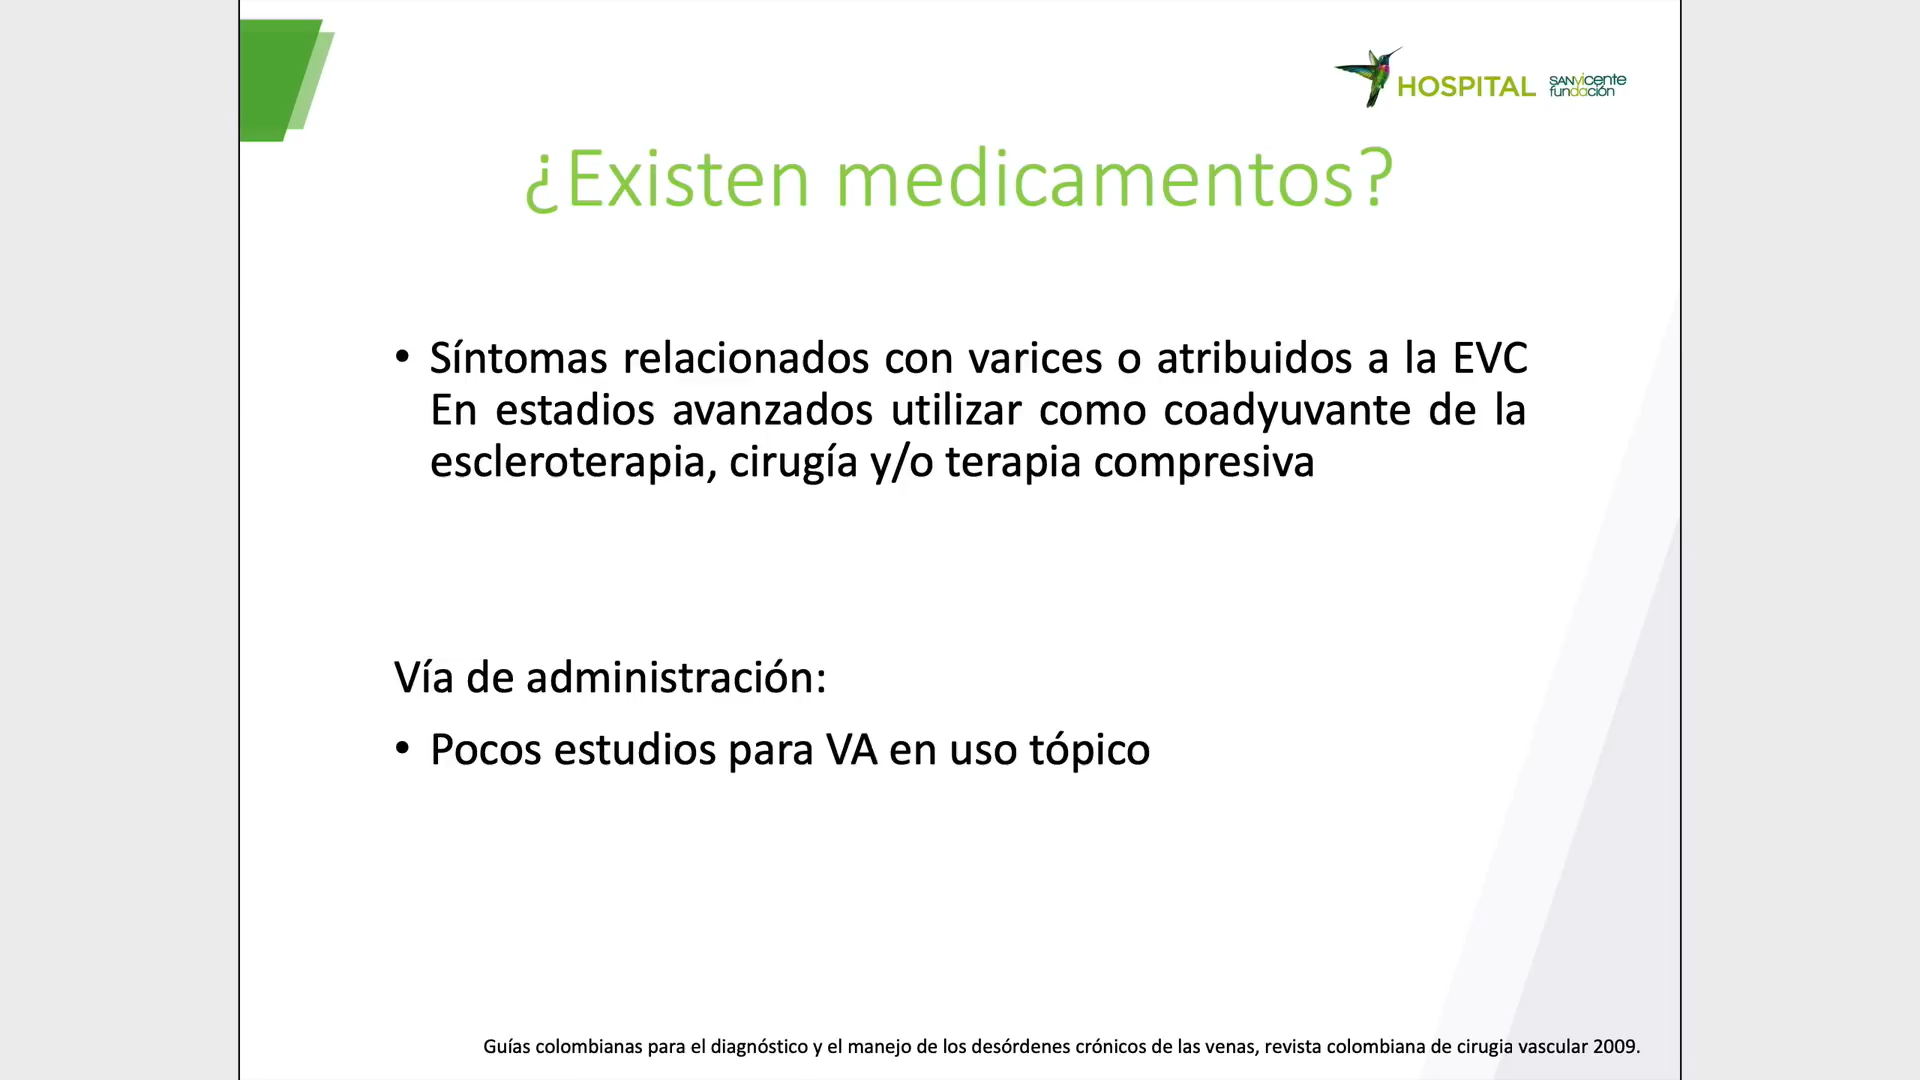 HOSPITAL
sanvicente
fundación
¿Existen medicamentos?
• Síntomas relacionados con varices o atribuidos a la EVC
En estadios avanzados utilizar como coadyuvante de la
escleroterapia, cirugía y/o terapia compresiva
Vía de administración:
• Pocos estudios para VA en uso tópico
Guías colombianas para el diagnóstico y el manejo de los desórdenes crónicos de las venas, revista colombiana de cirugia vascular 2009.